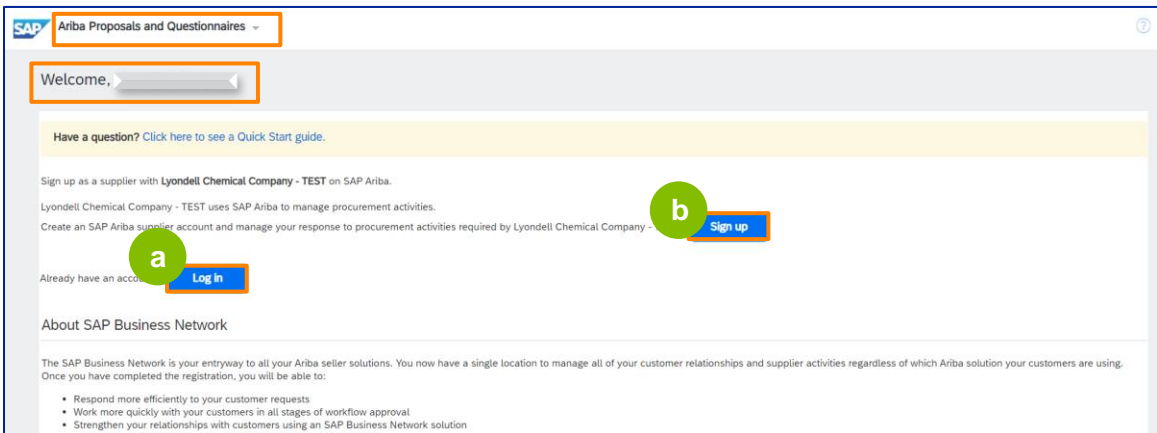 SAP Ariba Proposals and Questionnaires
Welcome,
Have a question? Click here to see a Quick Start guide.
Sign up as a supplier with Lyondell Chemical Company - TEST on SAP Ariba.
Lyondell Chemical Company - TEST uses SAP Ariba to manage procurement activities.
b
Create an SAP Ariba supplier account and manage your response to procurement activities required by Lyondell Chemical Company - Sign up
a
Already have an Log in
About SAP Business Network
The SAP Business Network is your entryway to all your Ariba seller solutions. You now have a single location to manage all of your customer relationships and supplier activities regardless of which Ariba solution your customers are using.
Once you have completed the registration, you will be able to:
• Respond more efficiently to your customer requests
• Work more quickly with your customers in all stages of workflow approval
• Strengthen your relationships with customers using an SAP Business Network solution